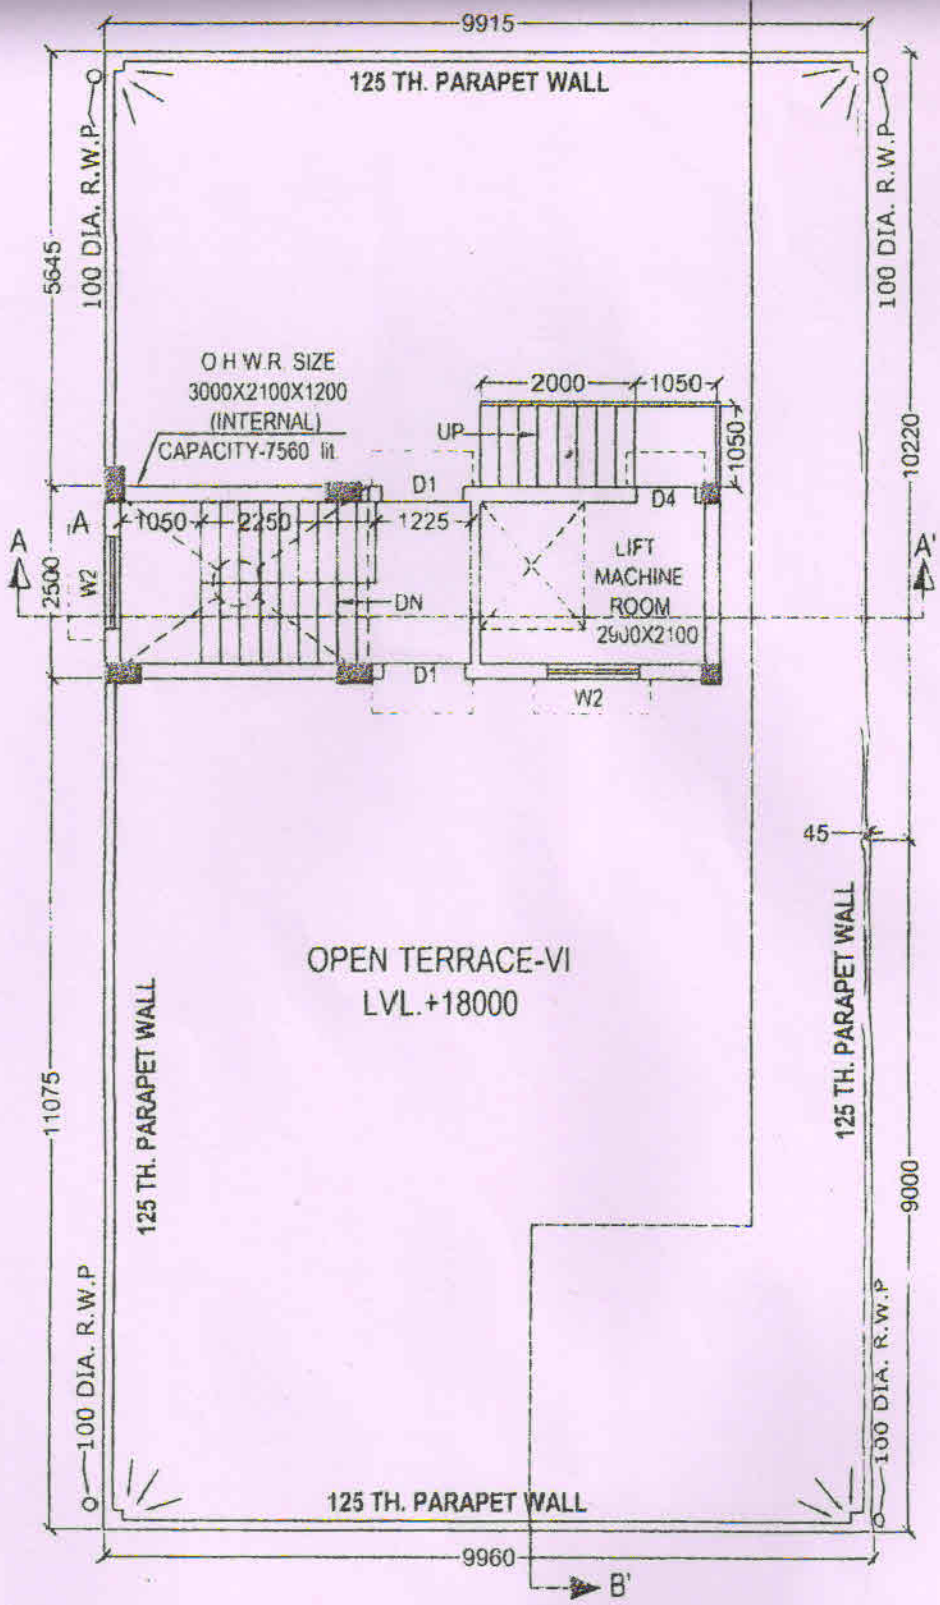 9915
125 TH. PARAPET WALL
100 DIA. R.W.P
100 DIA. R.W.P
5645
10220
O H W.R. SIZE
3000X2100X1200
(INTERNAL)
CAPACITY-7560 lit.
2000
1050
UP
1050
D1
D4
A
A
1050
2250
1225
A'
2500
W2
LIFT
MACHINE
ROOM
2900X2100
DN
D1
W2
45
OPEN TERRACE-VI
LVL.+18000
125 TH. PARAPET WALL
125 TH. PARAPET WALL
11075
9000
100 DIA. R.W.P
100 DIA. R.W.P
125 TH. PARAPET WALL
9960
B'